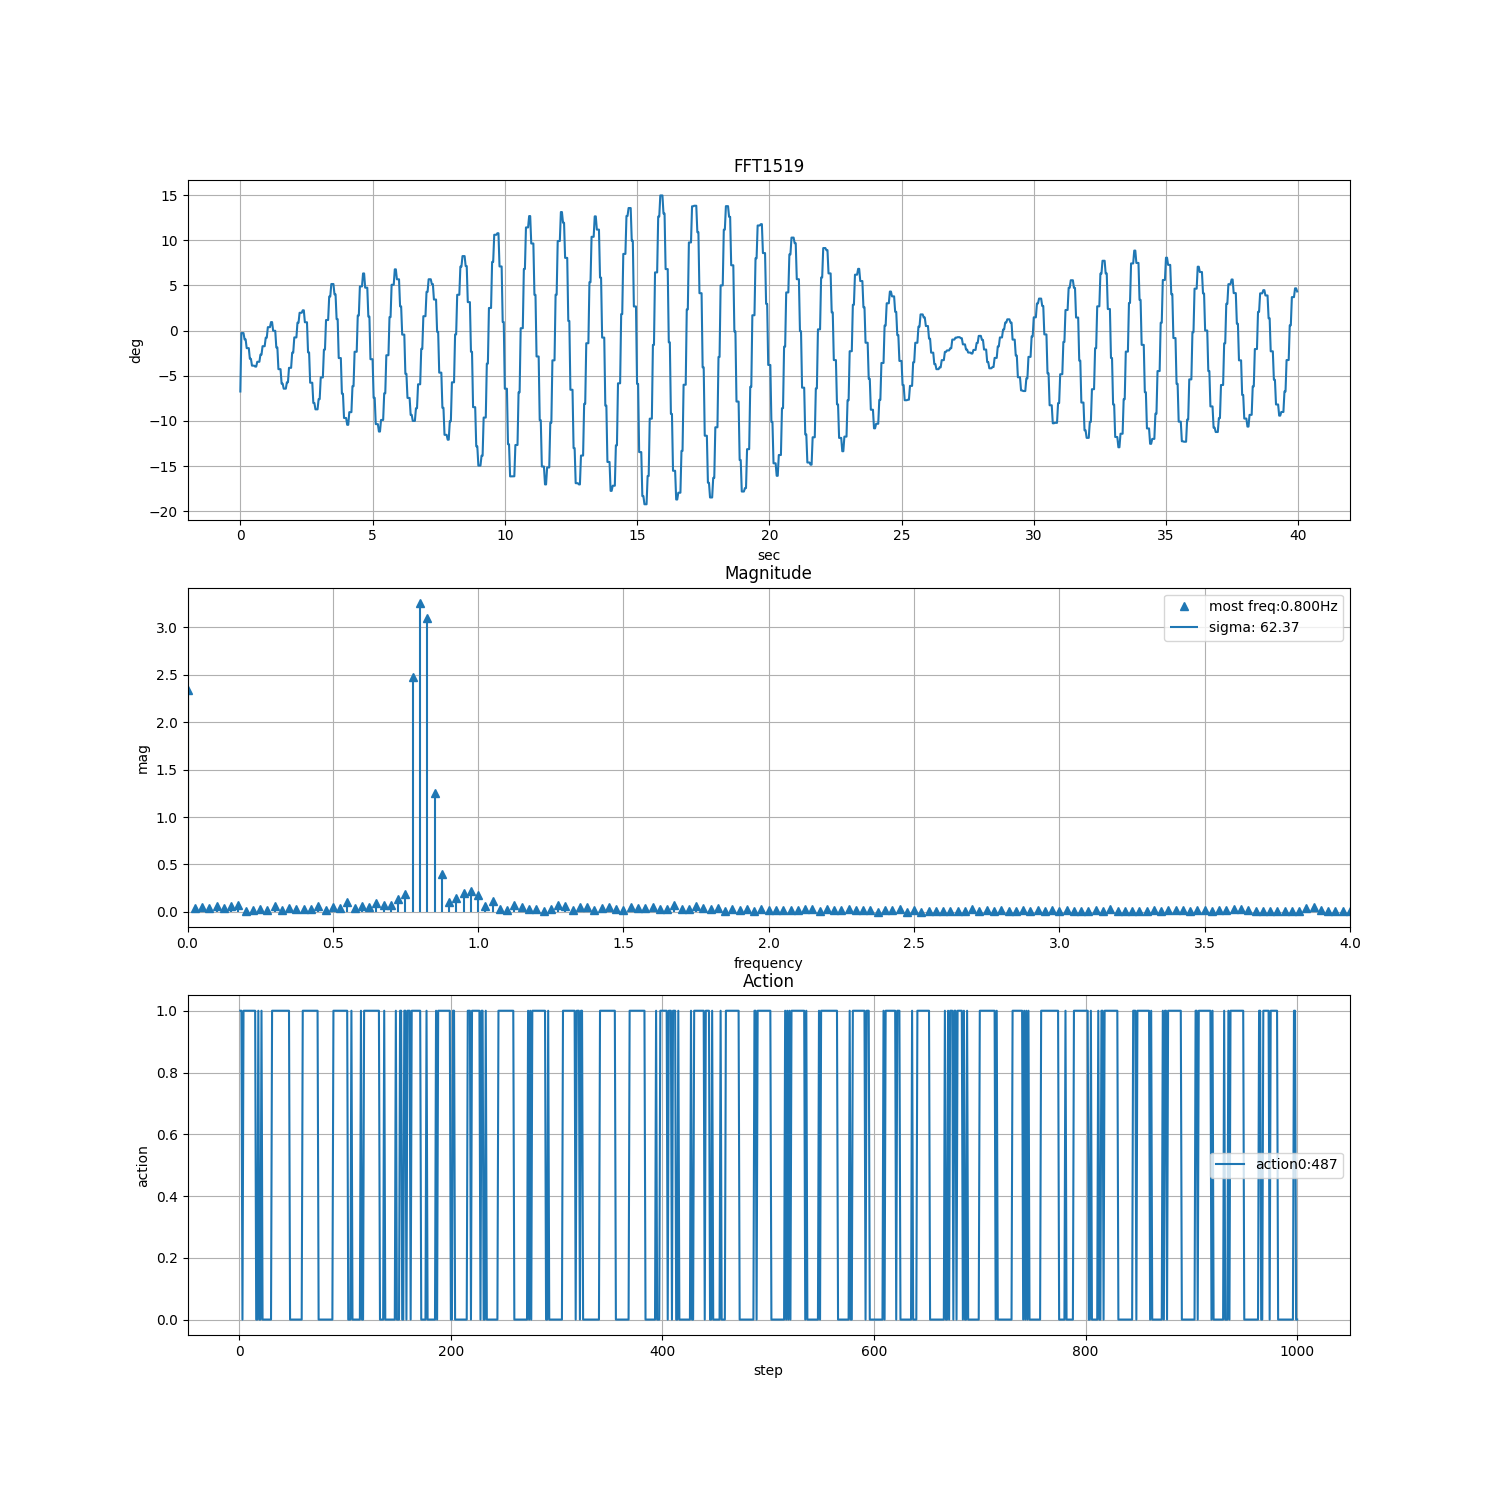 FFT1519
15
10
5
0
−5
−10
−15
−20
deg
0 5 10 15 20 25 30 35 40
sec
Magnitude
most freq:0.800Hz
sigma: 62.37
3.0
2.5
2.0
1.5
1.0
0.5
0.0
mag
0.0 0.5 1.0 1.5 2.0 2.5 3.0 3.5 4.0
frequency
Action
1.0
0.8
0.6
0.4
0.2
0.0
action
action0:487
0 200 400 600 800 1000
step